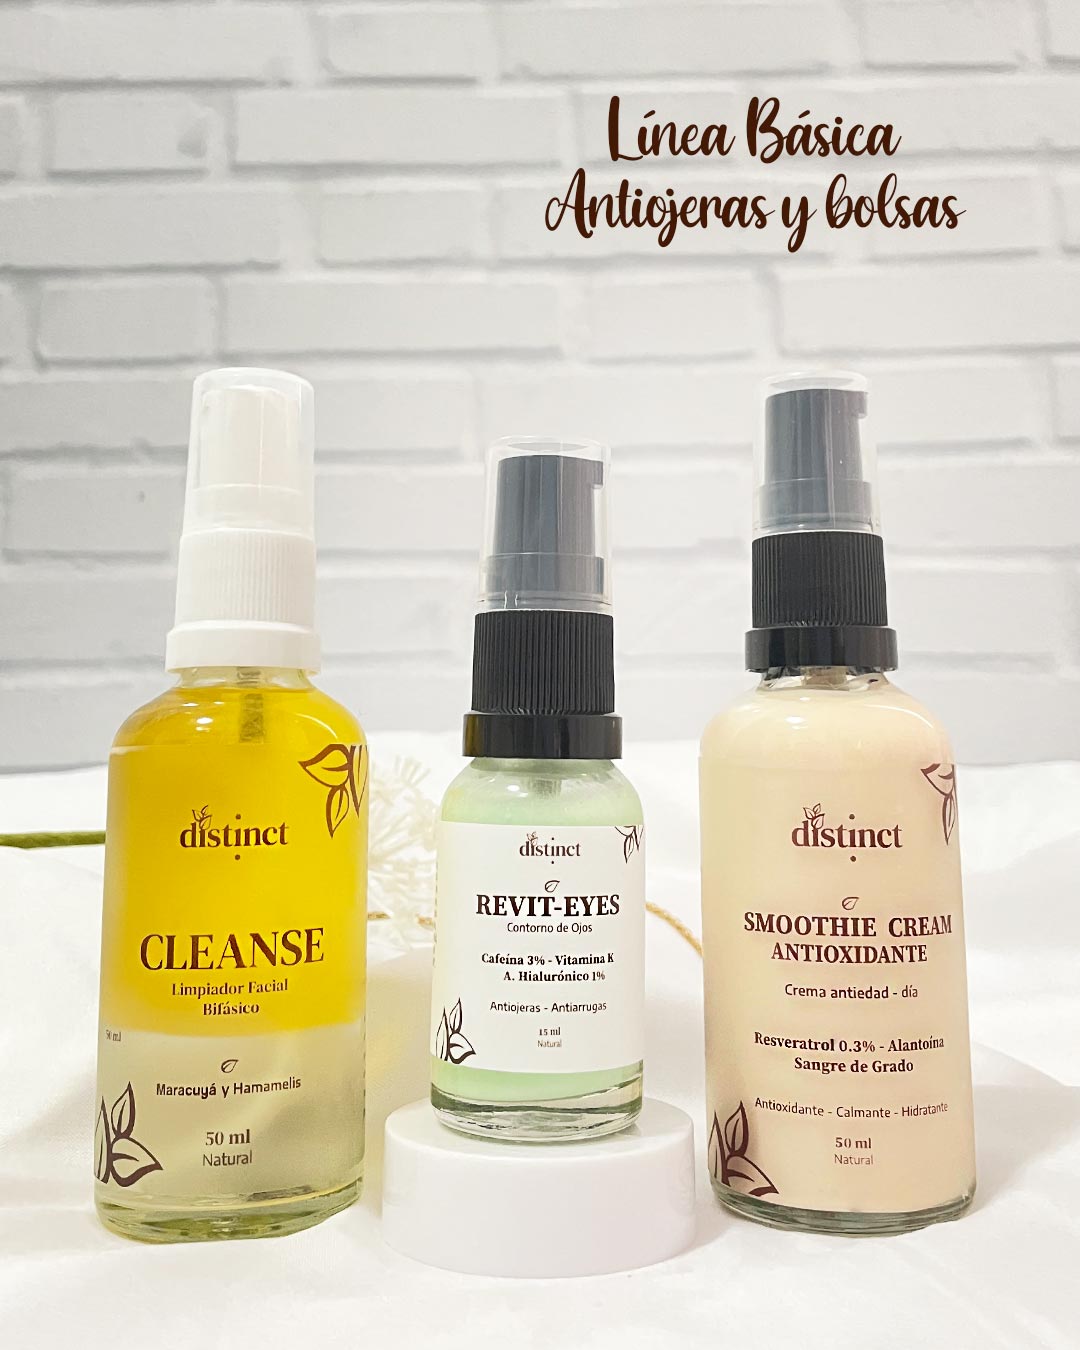 Línea Básica
Antiojeras y bolsas
distinct
CLEANSE
Limpiador Facial
Bifásico
50 ml
Maracuyá y Hamamelis
50 ml
Natural
distinct
REVIT-EYES
Contorno de Ojos
Cafeína 3% - Vitamina K
A. Hialurónico 1%
Antiojeras - Antiarrugas
15 ml
Natural
distinct
SMOOTHIE CREAM
ANTIOXIDANTE
Crema antiedad - día
Resveratrol 0.3% - Alantoína
Sangre de Grado
Antioxidante - Calmante - Hidratante
50 ml
Natural